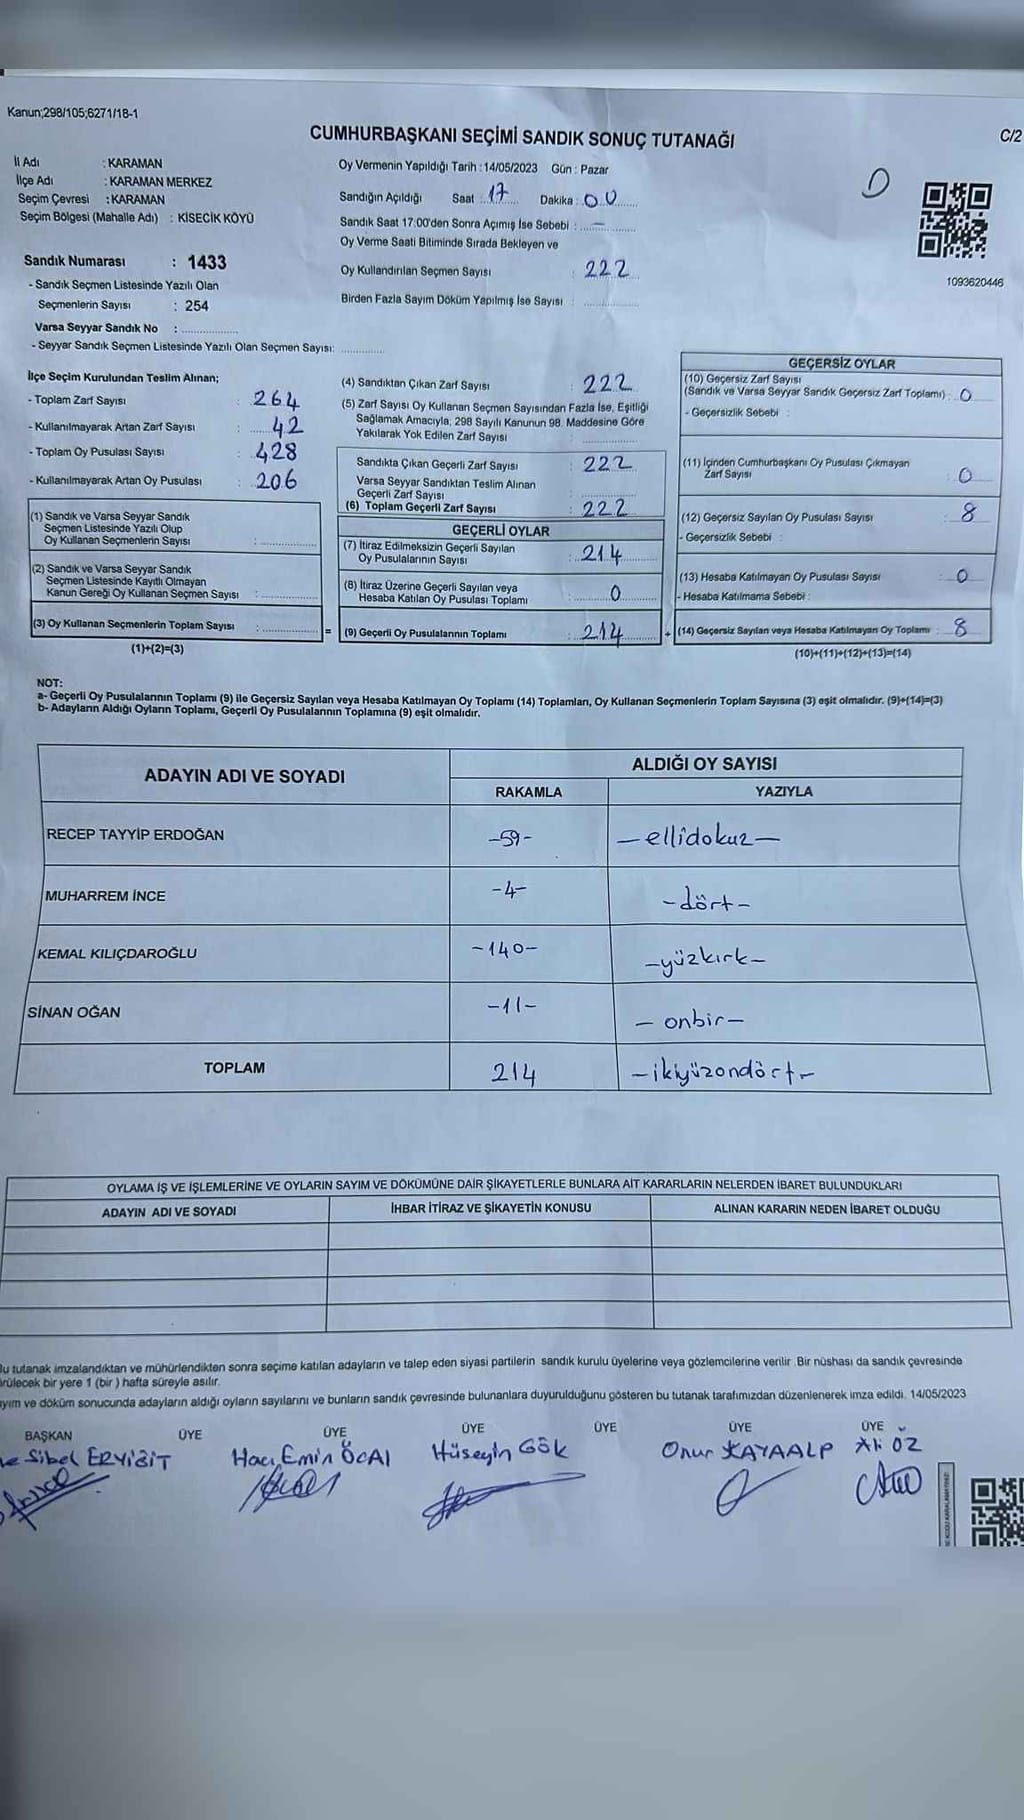 Kanun;298/105;6271/18-1
CUMHURBAŞKANI SEÇİMİ SANDIK SONUÇ TUTANAĞI
C/2
İl Adı : KARAMAN
İlçe Adı : KARAMAN MERKEZ
Seçim Çevresi : KARAMAN
Seçim Bölgesi (Mahalle Adı) : KİSECİK KÖYÜ
Oy Vermenin Yapıldığı Tarih : 14/05/2023 Gün : Pazar
Sandığın Açıldığı Saat : 17 Dakika : 00
Sandık Saat 17:00'den Sonra Açımış İse Sebebi : —
Oy Verme Saati Bitiminde Sırada Bekleyen ve
Oy Kullandırılan Seçmen Sayısı : 222
Birden Fazla Sayım Döküm Yapılmış İse Sayısı :
1093620446
Sandık Numarası : 1433
- Sandık Seçmen Listesinde Yazılı Olan
Seçmenlerin Sayısı : 254
Varsa Seyyar Sandık No :
- Seyyar Sandık Seçmen Listesinde Yazılı Olan Seçmen Sayısı:
İlçe Seçim Kurulundan Teslim Alınan;
- Toplam Zarf Sayısı : 264
- Kullanılmayarak Artan Zarf Sayısı : 42
- Toplam Oy Pusulası Sayısı : 428
- Kullanılmayarak Artan Oy Pusulası : 206
(1) Sandık ve Varsa Seyyar Sandık
Seçmen Listesinde Yazılı Olup
Oy Kullanan Seçmenlerin Sayısı :
(2) Sandık ve Varsa Seyyar Sandık
Seçmen Listesinde Kayıtlı Olmayan
Kanun Gereği Oy Kullanan Seçmen Sayısı :
(3) Oy Kullanan Seçmenlerin Toplam Sayısı :
(1)+(2)=(3)
(4) Sandıktan Çıkan Zarf Sayısı : 222
(5) Zarf Sayısı Oy Kullanan Seçmen Sayısından Fazla İse, Eşitliği
Sağlamak Amacıyla, 298 Sayılı Kanunun 98. Maddesine Göre
Yakılarak Yok Edilen Zarf Sayısı :
Sandıkta Çıkan Geçerli Zarf Sayısı : 222
Varsa Seyyar Sandıktan Teslim Alınan
Geçerli Zarf Sayısı :
(6) Toplam Geçerli Zarf Sayısı : 222
GEÇERLİ OYLAR
(7) İtiraz Edilmeksizin Geçerli Sayılan
Oy Pusulalarının Sayısı : 214
(8) İtiraz Üzerine Geçerli Sayılan veya
Hesaba Katılan Oy Pusulası Toplamı : 0
= (9) Geçerli Oy Pusulalarının Toplamı : 214
GEÇERSİZ OYLAR
(10) Geçersiz Zarf Sayısı
(Sandık ve Varsa Seyyar Sandık Geçersiz Zarf Toplamı) : 0
- Geçersizlik Sebebi :
(11) İçinden Cumhurbaşkanı Oy Pusulası Çıkmayan
Zarf Sayısı : 0
(12) Geçersiz Sayılan Oy Pusulası Sayısı : 8
- Geçersizlik Sebebi :
(13) Hesaba Katılmayan Oy Pusulası Sayısı : 0
- Hesaba Katılmama Sebebi :
+ (14) Geçersiz Sayılan veya Hesaba Katılmayan Oy Toplamı : 8
(10)+(11)+(12)+(13)=(14)
NOT:
a- Geçerli Oy Pusulalarının Toplamı (9) ile Geçersiz Sayılan veya Hesaba Katılmayan Oy Toplamı (14) Toplamları, Oy Kullanan Seçmenlerin Toplam Sayısına (3) eşit olmalıdır. (9)+(14)=(3)
b- Adayların Aldığı Oyların Toplamı, Geçerli Oy Pusulalarının Toplamına (9) eşit olmalıdır.
ADAYIN ADI VE SOYADI ALDIĞI OY SAYISI
RAKAMLA YAZIYLA
RECEP TAYYİP ERDOĞAN -59- -ellidokuz-
MUHARREM İNCE -4- -dört-
KEMAL KILIÇDAROĞLU -140- -yüzkırk-
SİNAN OĞAN -11- -onbir-
TOPLAM 214 -ikiyüzondört-
OYLAMA İŞ VE İŞLEMLERİNE VE OYLARIN SAYIM VE DÖKÜMÜNE DAİR ŞİKAYETLERLE BUNLARA AİT KARARLARIN NELERDEN İBARET BULUNDUKLARI
ADAYIN ADI VE SOYADI İHBAR İTİRAZ VE ŞİKAYETİN KONUSU ALINAN KARARIN NEDEN İBARET OLDUĞU
Bu tutanak imzalandıktan ve mühürlendikten sonra seçime katılan adayların ve talep eden siyasi partilerin sandık kurulu üyelerine veya gözlemcilerine verilir .Bir nüshası da sandık çevresinde
rülecek bir yere 1 (bir ) hafta süreyle asılır.
yım ve döküm sonucunda adayların aldığı oyların sayılarını ve bunların sandık çevresinde bulunanlara duyurulduğunu gösteren bu tutanak tarafımızdan düzenlenerek imza edildi. 14/05/2023
BAŞKAN ÜYE ÜYE ÜYE ÜYE ÜYE ÜYE
Sibel ERYİĞİT Hacı Emin ÖCAL Hüseyin GÖK Onur KAYAALP Ali ÖZ